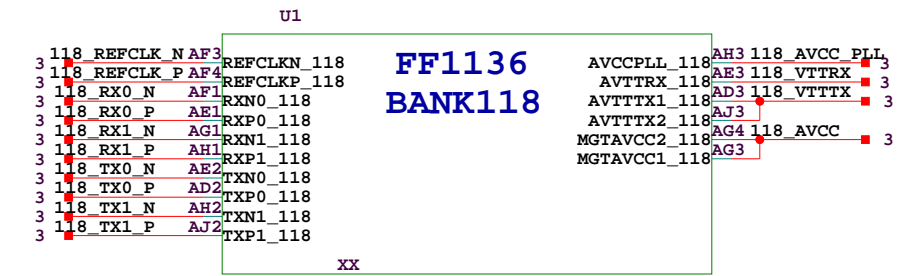 U1
FF1136
BANK118
3 118_REFCLK_N AF3 REFCLKN_118
3 118_REFCLK_P AF4 REFCLKP_118
3 118_RX0_N AF1 RXN0_118
3 118_RX0_P AE1 RXP0_118
3 118_RX1_N AG1 RXN1_118
3 118_RX1_P AH1 RXP1_118
3 118_TX0_N AE2 TXN0_118
3 118_TX0_P AD2 TXP0_118
3 118_TX1_N AH2 TXN1_118
3 118_TX1_P AJ2 TXP1_118
AVCCPLL_118 AH3 118_AVCC_PLL 3
AVTTRX_118 AE3 118_VTTRX 3
AVTTTX1_118 AD3 118_VTTTX 3
AVTTTX2_118 AJ3
MGTAVCC2_118 AG4 118_AVCC 3
MGTAVCC1_118 AG3
XX